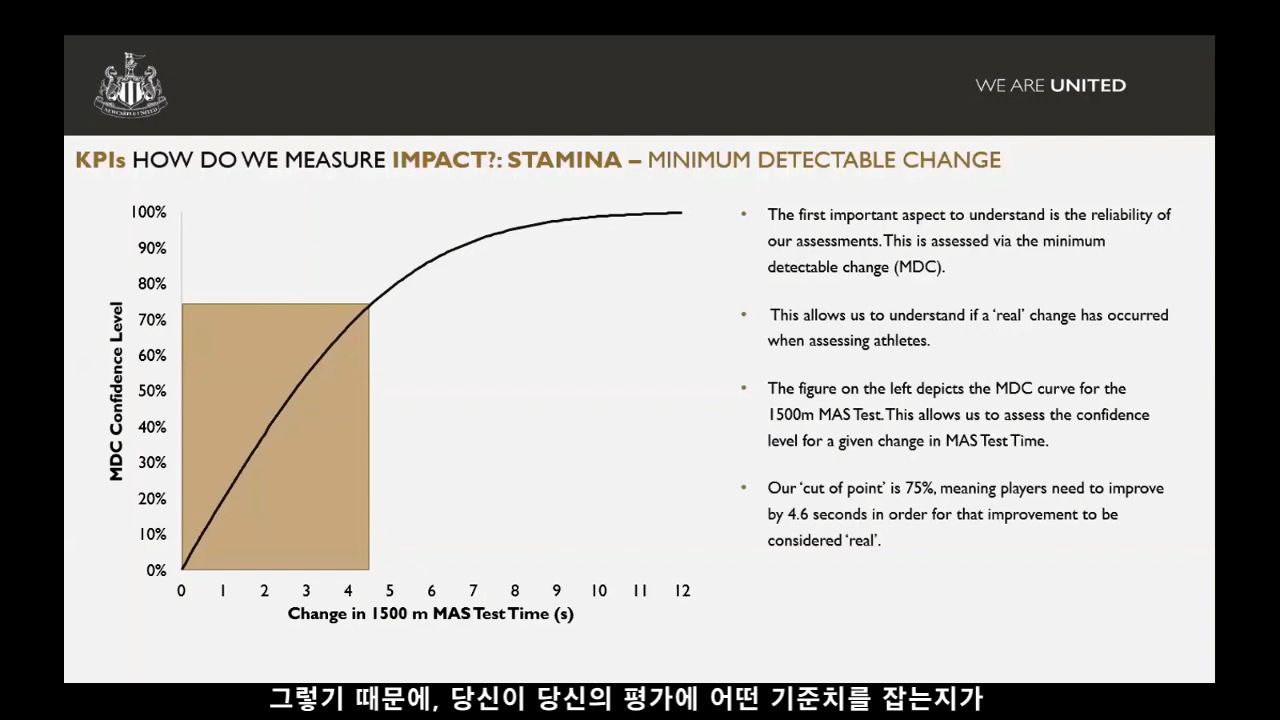 NEWCASTLE UNITED
WE ARE UNITED
KPIs HOW DO WE MEASURE IMPACT?: STAMINA – MINIMUM DETECTABLE CHANGE
100%
90%
80%
70%
60%
50%
40%
30%
20%
10%
0%
MDC Confidence Level
0 1 2 3 4 5 6 7 8 9 10 11 12
Change in 1500 m MAS Test Time (s)
• The first important aspect to understand is the reliability of
our assessments. This is assessed via the minimum
detectable change (MDC).
• This allows us to understand if a ‘real’ change has occurred
when assessing athletes.
• The figure on the left depicts the MDC curve for the
1500m MAS Test. This allows us to assess the confidence
level for a given change in MAS Test Time.
• Our ‘cut of point’ is 75%, meaning players need to improve
by 4.6 seconds in order for that improvement to be
considered ‘real’.
그렇기 때문에, 당신이 당신의 평가에 어떤 기준치를 잡는지가